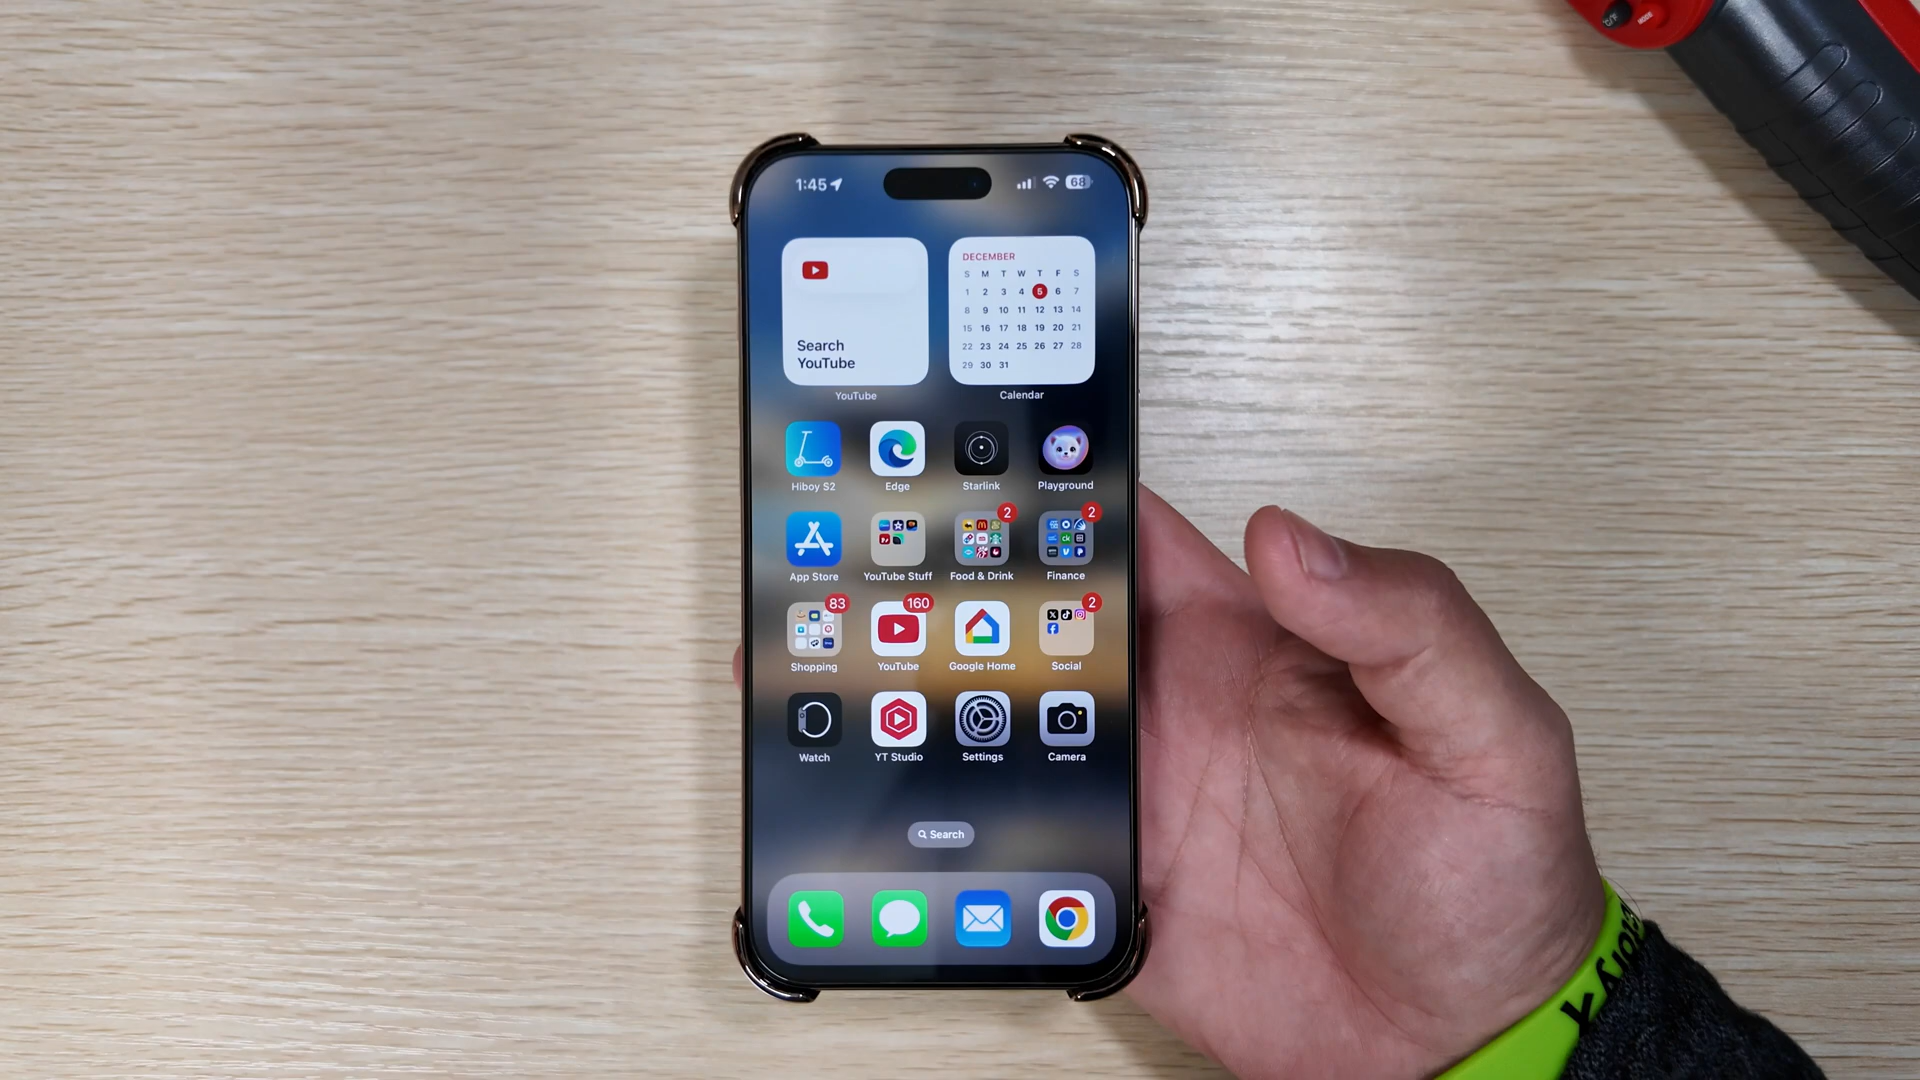 1:45
68
Search
YouTube
YouTube
DECEMBER
S M T W T F S
1 2 3 4 5 6 7
8 9 10 11 12 13 14
15 16 17 18 19 20 21
22 23 24 25 26 27 28
29 30 31
Calendar
Hiboy S2 Edge Starlink Playground
2 2
App Store YouTube Stuff Food & Drink Finance
83 160 2
Shopping YouTube Google Home Social
Watch YT Studio Settings Camera
Search
MODE
°C/°F